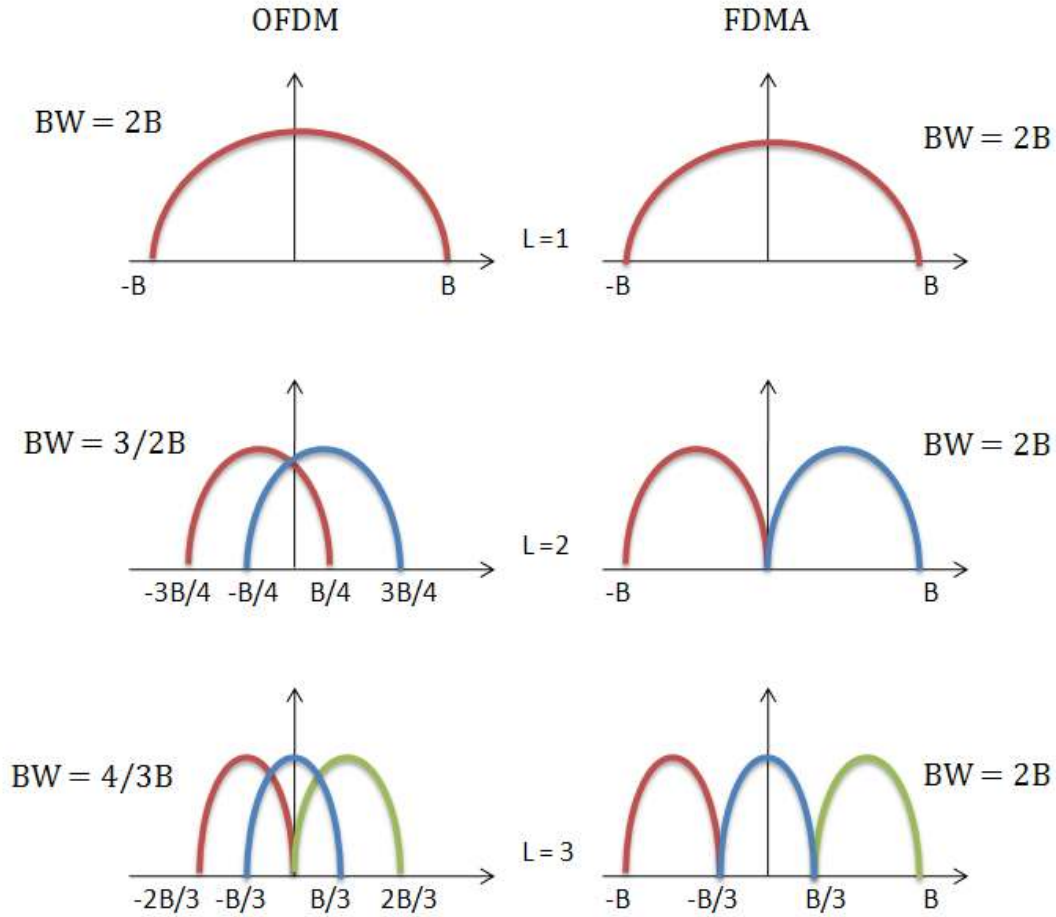 OFDM FDMA
BW = 2B BW = 2B
L =1
-B B -B B
BW = 3/2B BW = 2B
L =2
-3B/4 -B/4 B/4 3B/4 -B B
BW = 4/3B BW = 2B
L = 3
-2B/3 -B/3 B/3 2B/3 -B -B/3 B/3 B